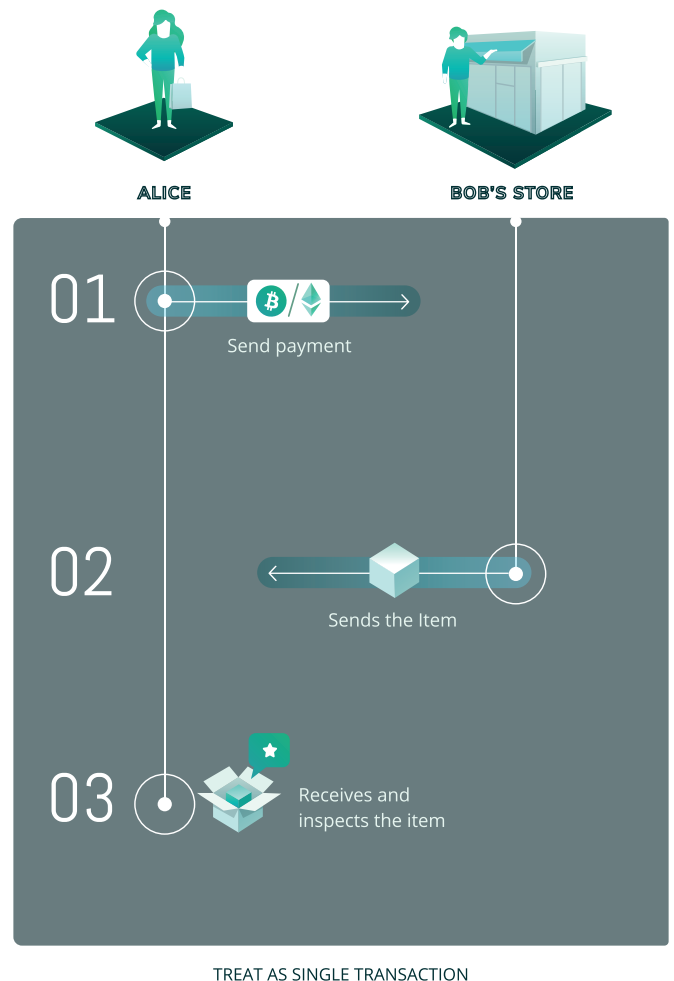 ALICE
BOB'S STORE
01
Send payment
02
Sends the Item
03
Receives and
inspects the item
TREAT AS SINGLE TRANSACTION